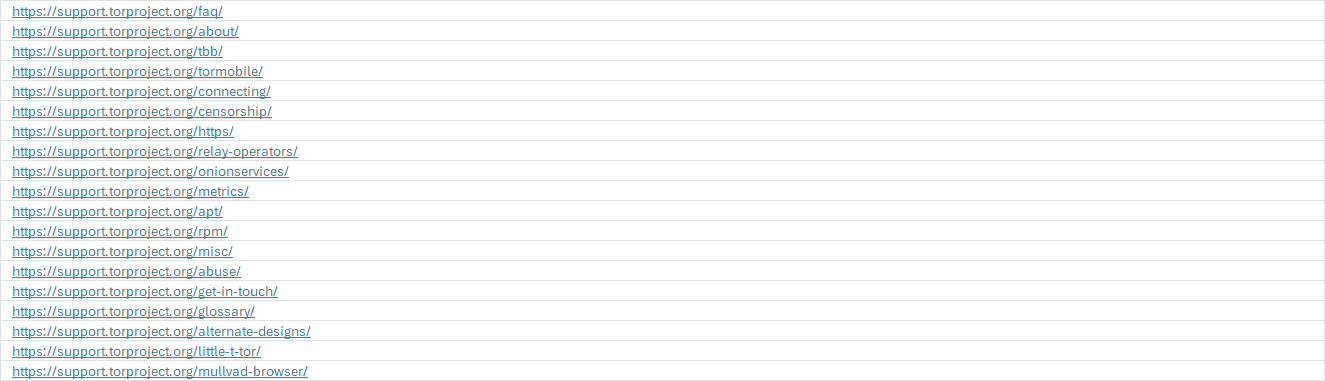 https://support.torproject.org/faq/
https://support.torproject.org/about/
https://support.torproject.org/tbb/
https://support.torproject.org/tormobile/
https://support.torproject.org/connecting/
https://support.torproject.org/censorship/
https://support.torproject.org/https/
https://support.torproject.org/relay-operators/
https://support.torproject.org/onionservices/
https://support.torproject.org/metrics/
https://support.torproject.org/apt/
https://support.torproject.org/rpm/
https://support.torproject.org/misc/
https://support.torproject.org/abuse/
https://support.torproject.org/get-in-touch/
https://support.torproject.org/glossary/
https://support.torproject.org/alternate-designs/
https://support.torproject.org/little-t-tor/
https://support.torproject.org/mullvad-browser/